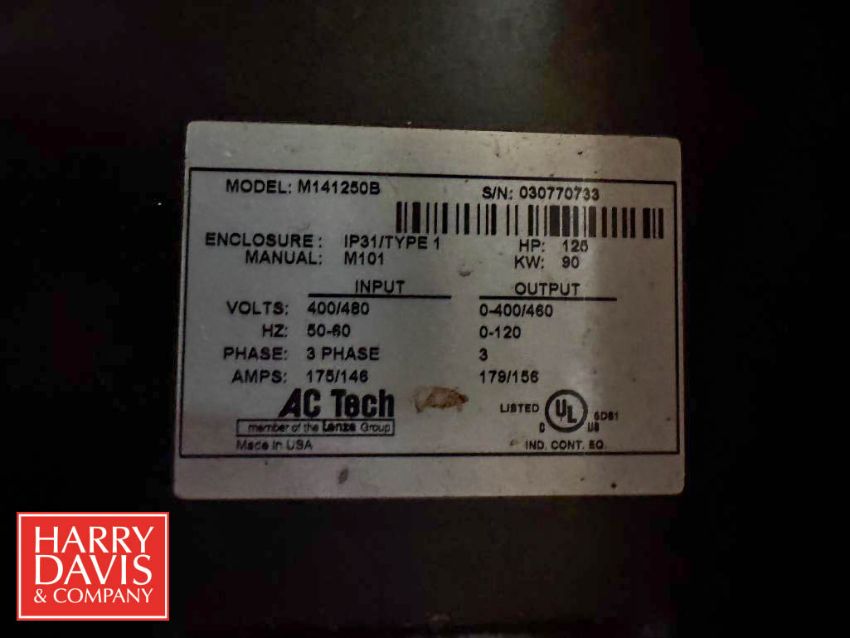 MODEL: M141250B S/N: 030770733
ENCLOSURE: IP31/TYPE 1 HP: 125
MANUAL: M101 KW: 90
INPUT OUTPUT
VOLTS: 400/480 0-400/460
HZ: 50-60 0-120
PHASE: 3 PHASE 3
AMPS: 175/146 179/156
AC Tech
member of the Lenze Group
Made in USA
LISTED
C UL US
5D81
IND. CONT. EQ.
HARRY
DAVIS
& COMPANY